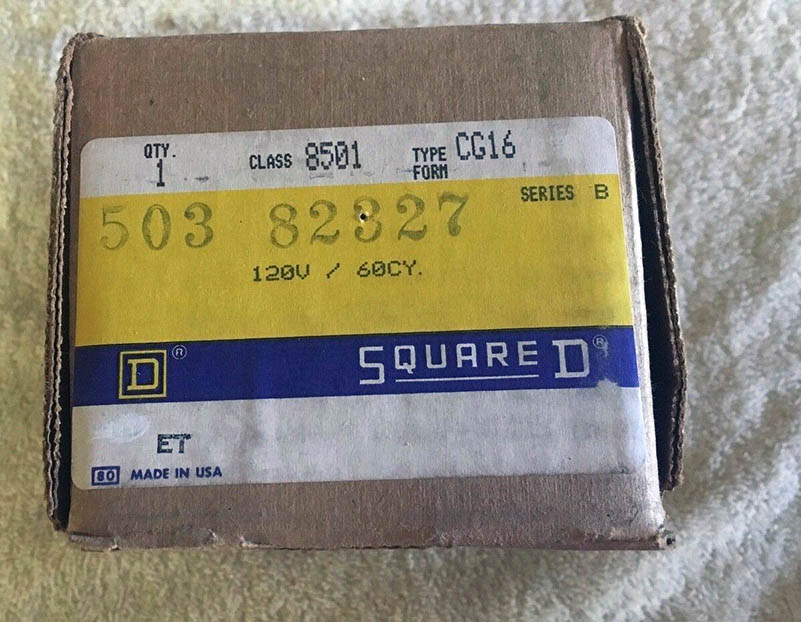 QTY. CLASS 8501 TYPE CG16
1 FORM
SERIES B
503 82327
120V / 60CY.
D® SQUARE D®
ET
80 MADE IN USA